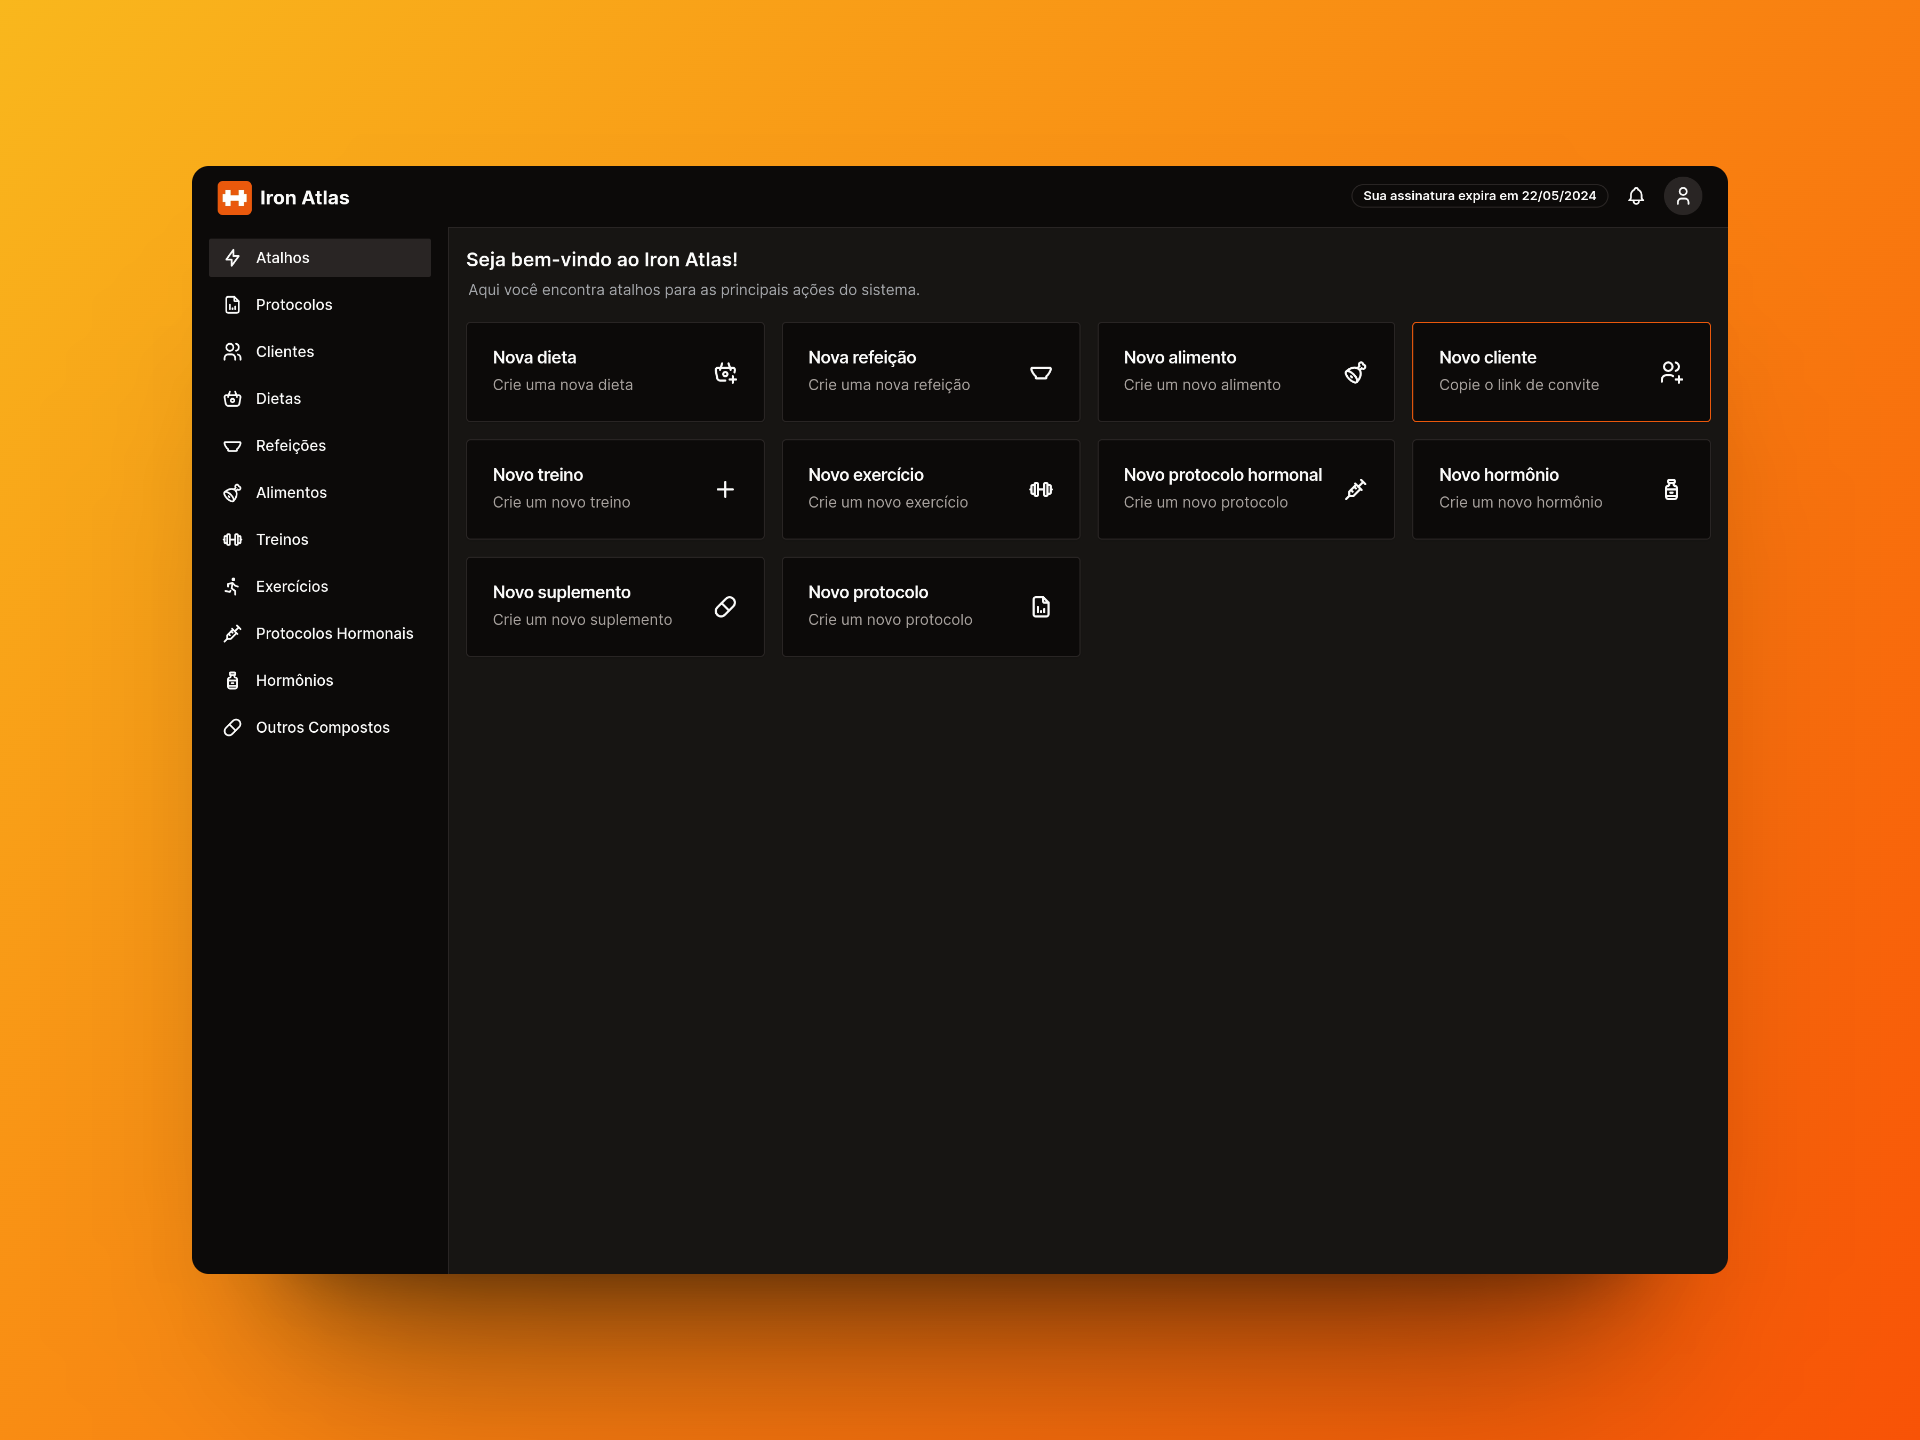 Iron Atlas
Sua assinatura expira em 22/05/2024
Atalhos
Protocolos
Clientes
Dietas
Refeições
Alimentos
Treinos
Exercícios
Protocolos Hormonais
Hormônios
Outros Compostos
Seja bem-vindo ao Iron Atlas!
Aqui você encontra atalhos para as principais ações do sistema.
Nova dieta
Crie uma nova dieta
Nova refeição
Crie uma nova refeição
Novo alimento
Crie um novo alimento
Novo cliente
Copie o link de convite
Novo treino
Crie um novo treino
Novo exercício
Crie um novo exercício
Novo protocolo hormonal
Crie um novo protocolo
Novo hormônio
Crie um novo hormônio
Novo suplemento
Crie um novo suplemento
Novo protocolo
Crie um novo protocolo